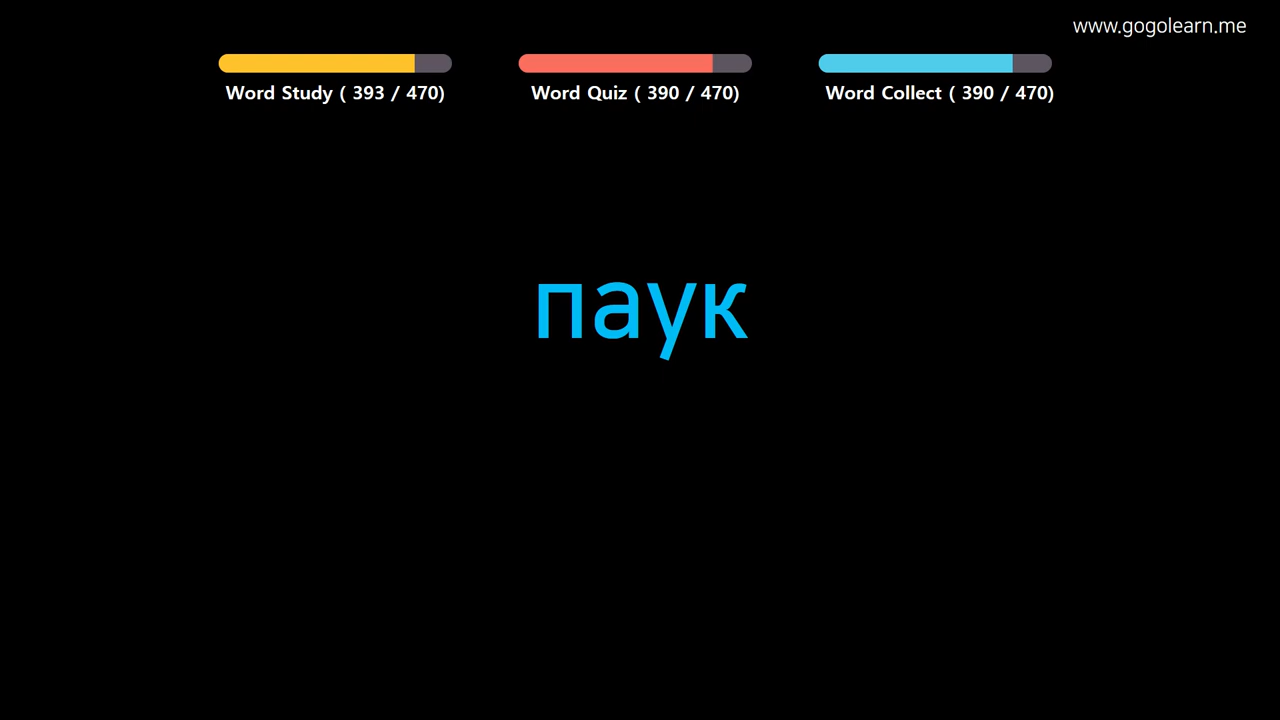 www.gogolearn.me
Word Study ( 393 / 470)
Word Quiz ( 390 / 470)
Word Collect ( 390 / 470)
паук